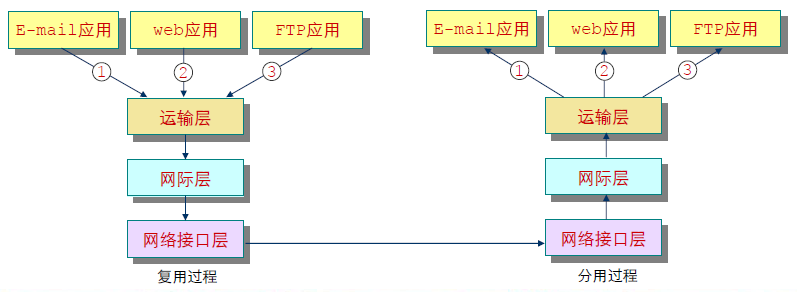 E-mail应用 web应用 FTP应用
① ② ③
运输层
网际层
网络接口层
复用过程
E-mail应用 web应用 FTP应用
① ② ③
运输层
网际层
网络接口层
分用过程